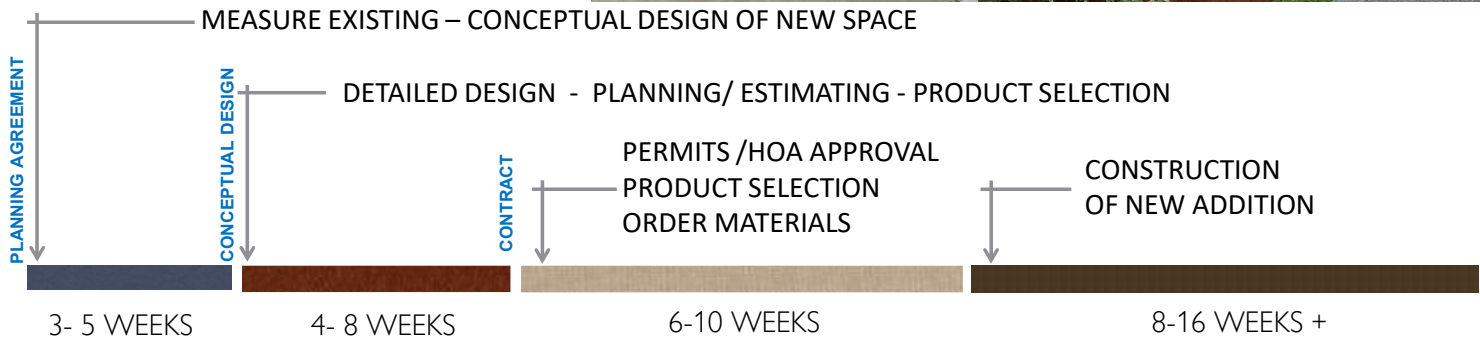 MEASURE EXISTING – CONCEPTUAL DESIGN OF NEW SPACE
PLANNING AGREEMENT
CONCEPTUAL DESIGN
DETAILED DESIGN - PLANNING/ ESTIMATING - PRODUCT SELECTION
CONTRACT
PERMITS /HOA APPROVAL
PRODUCT SELECTION
ORDER MATERIALS
CONSTRUCTION
OF NEW ADDITION
3- 5 WEEKS
4- 8 WEEKS
6-10 WEEKS
8-16 WEEKS +